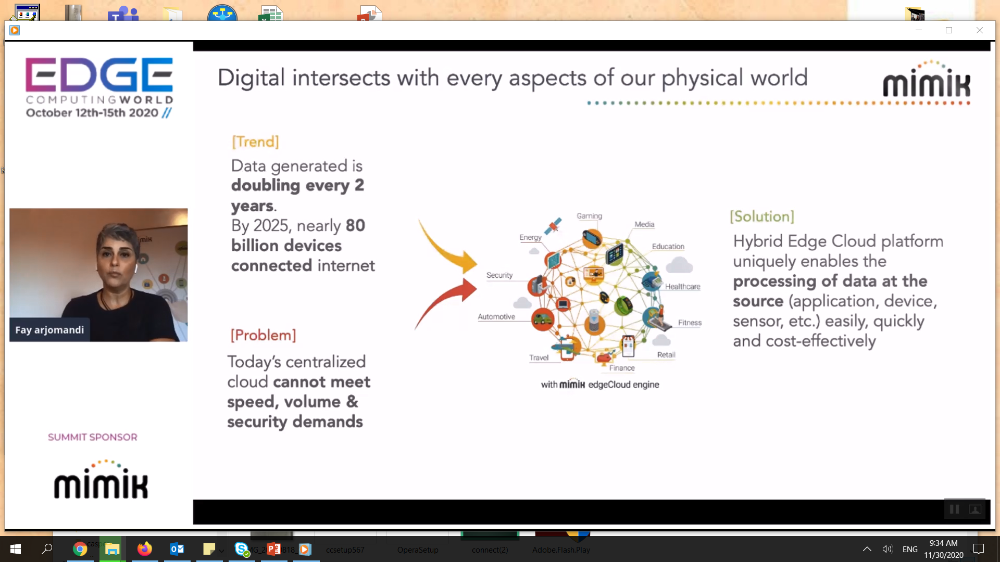 EDGE
COMPUTINGWORLD
October 12th-15th 2020 //
Digital intersects with every aspects of our physical world
mimik
[Trend]
Data generated is
doubling every 2
years.
By 2025, nearly 80
billion devices
connected internet
[Problem]
Today's centralized
cloud cannot meet
speed, volume &
security demands
Gaming
Media
Energy
Education
Security
Healthcare
Automotive
Fitness
Travel
Retail
Finance
with mimik edgeCloud engine
[Solution]
Hybrid Edge Cloud platform
uniquely enables the
processing of data at the
source (application, device,
sensor, etc.) easily, quickly
and cost-effectively
Fay arjomandi
SUMMIT SPONSOR
mimik
ccsetup567
OperaSetup
connect(2)
Adobe.Flash.Play
ENG
9:34 AM
11/30/2020